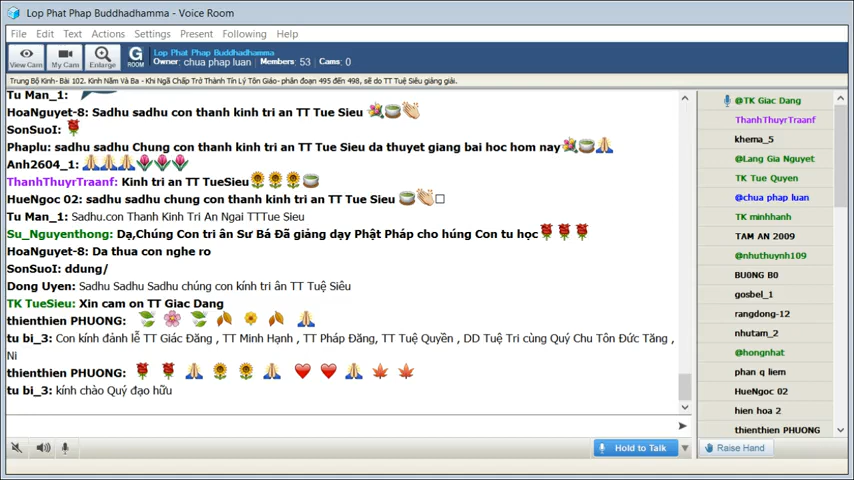 Lop Phat Phap Buddhadhamma - Voice Room
File Edit Text Actions Settings Present Following Help
View Cam My Cam Enlarge G ROOM
Lop Phat Phap Buddhadhamma
Owner: chua phap luan / Members: 53 Cams: 0
Trung Bộ Kinh- Bài 102. Kinh Năm Và Ba - Khi Ngã Chấp Trở Thành Tín Lý Tôn Giáo- phân đoạn 495 đến 498, sẽ do TT Tuệ Siêu giảng giải.
Tu Man_1:
HoaNguyet-8: Sadhu sadhu con thanh kinh tri an TT Tue Sieu
SonSuoI:
Phaplu: sadhu sadhu Chung con thanh kinh tri an TT Tue Sieu da thuyet giang bai hoc hom nay
Anh2604_1:
ThanhThuyrTraanf: Kinh tri an TT TueSieu
HueNgoc 02: sadhu sadhu chung con thanh kinh tri an TT Tue Sieu
Tu Man_1: Sadhu.con Thanh Kinh Tri An Ngai TTTue Sieu
Su_Nguyenthong: Dạ,Chúng Con tri ân Sư Bá Đã giảng dạy Phật Pháp cho húng Con tu học
HoaNguyet-8: Da thua con nghe ro
SonSuoI: ddung/
Dong Uyen: Sadhu Sadhu Sadhu chúng con kính tri ân TT Tuệ Siêu
TK TueSieu: Xin cam on TT Giac Dang
thienthien PHUONG:
tu bi_3: Con kính đảnh lễ TT Giác Đăng , TT Minh Hạnh , TT Pháp Đăng, TT Tuệ Quyền , DD Tuệ Tri cùng Quý Chu Tôn Đức Tăng ,
Ni
thienthien PHUONG:
tu bi_3: kính chào Quý đạo hữu
Hold to Talk
@TK Giac Dang
ThanhThuyrTraanf
khema_5
@Lang Gia Nguyet
TK Tue Quyen
@chua phap luan
TK minhhanh
TAM AN 2009
@nhutuynh109
BU0NG B0
gosbel_1
rangdong-12
nhutam_2
@hongnhat
phan q liem
HueNgoc 02
hien hoa 2
thienthien PHUONG
Raise Hand